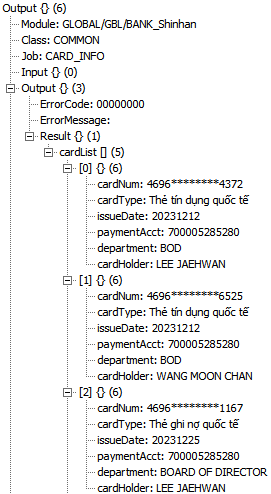 Output {} (6)
Module: GLOBAL/GBL/BANK_Shinhan
Class: COMMON
Job: CARD_INFO
Input {} (0)
Output {} (3)
ErrorCode: 00000000
ErrorMessage:
Result {} (1)
cardList [] (5)
[0] {} (6)
cardNum: 4696********4372
cardType: Thẻ tín dụng quốc tế
issueDate: 20231212
paymentAcct: 700005285280
department: BOD
cardHolder: LEE JAEHWAN
[1] {} (6)
cardNum: 4696********6525
cardType: Thẻ tín dụng quốc tế
issueDate: 20231212
paymentAcct: 700005285280
department: BOD
cardHolder: WANG MOON CHAN
[2] {} (6)
cardNum: 4696********1167
cardType: Thẻ ghi nợ quốc tế
issueDate: 20231225
paymentAcct: 700005285280
department: BOARD OF DIRECTOR
cardHolder: LEE JAEHWAN